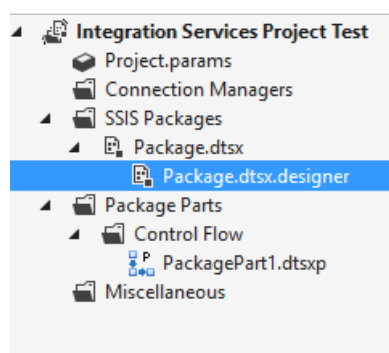 Integration Services Project Test
Project.params
Connection Managers
SSIS Packages
Package.dtsx
Package.dtsx.designer
Package Parts
Control Flow
P
PackagePart1.dtsxp
Miscellaneous